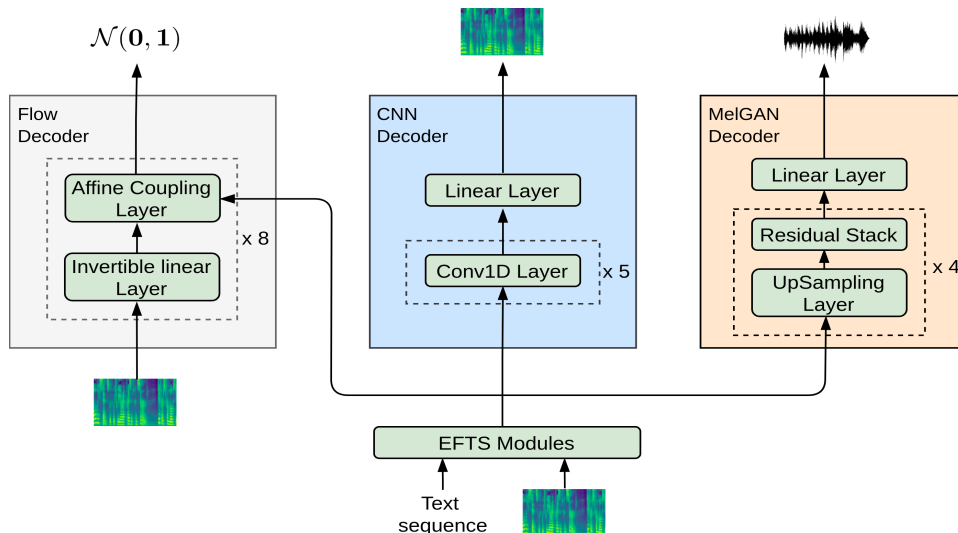 𝒩(0, 1)
Flow
Decoder
Affine Coupling
Layer
Invertible linear
Layer
x 8
CNN
Decoder
Linear Layer
Conv1D Layer
x 5
MelGAN
Decoder
Linear Layer
Residual Stack
UpSampling
Layer
x 4
EFTS Modules
Text
sequence